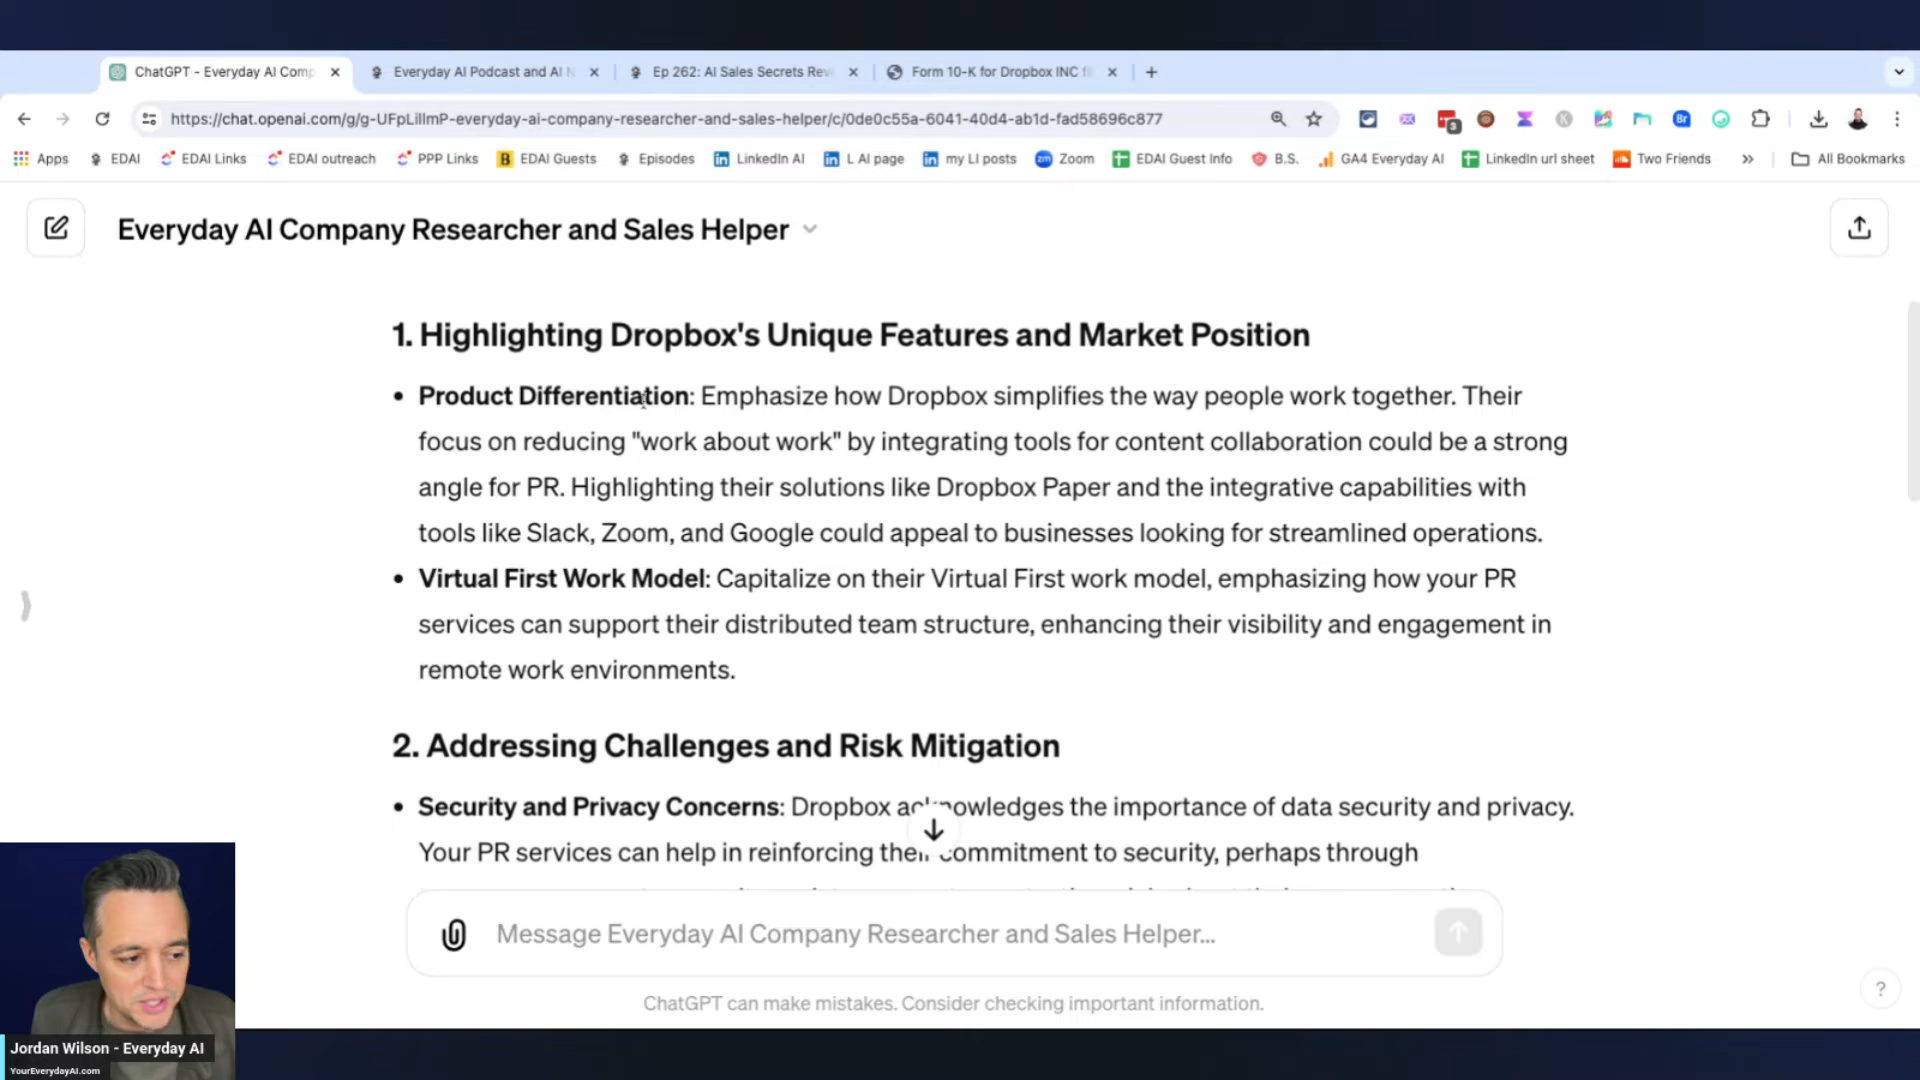 ChatGPT - Everyday AI Comp
Everyday AI Podcast and AI N
Ep 262: AI Sales Secrets Rev
Form 10-K for Dropbox INC fi
https://chat.openai.com/g/g-UFpLillmP-everyday-ai-company-researcher-and-sales-helper/c/0de0c55a-6041-40d4-ab1d-fad58696c877
3
K
Br
Apps
EDAI
EDAI Links
EDAI outreach
PPP Links
B
EDAI Guests
Episodes
in
LinkedIn AI
in
L AI page
in
my LI posts
zm
Zoom
EDAI Guest Info
B.S.
GA4 Everyday AI
LinkedIn url sheet
Two Friends
»
All Bookmarks
Everyday AI Company Researcher and Sales Helper
1. Highlighting Dropbox's Unique Features and Market Position
• Product Differentiation: Emphasize how Dropbox simplifies the way people work together. Their
focus on reducing "work about work" by integrating tools for content collaboration could be a strong
angle for PR. Highlighting their solutions like Dropbox Paper and the integrative capabilities with
tools like Slack, Zoom, and Google could appeal to businesses looking for streamlined operations.
• Virtual First Work Model: Capitalize on their Virtual First work model, emphasizing how your PR
services can support their distributed team structure, enhancing their visibility and engagement in
remote work environments.
2. Addressing Challenges and Risk Mitigation
• Security and Privacy Concerns: Dropbox acknowledges the importance of data security and privacy.
Your PR services can help in reinforcing their commitment to security, perhaps through
Message Everyday AI Company Researcher and Sales Helper...
ChatGPT can make mistakes. Consider checking important information.
?
Jordan Wilson - Everyday AI
YourEverydayAI.com